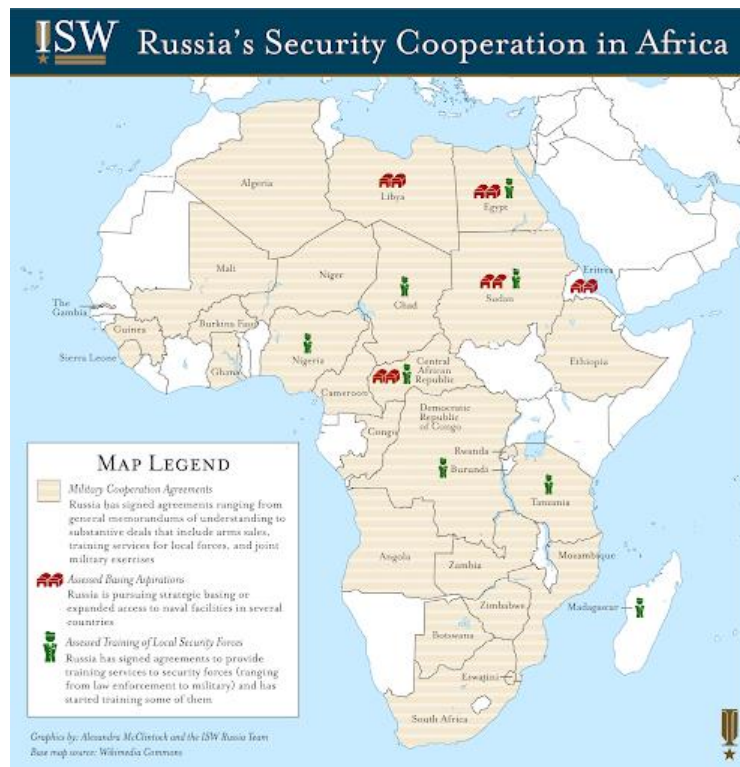 ISW Russia's Security Cooperation in Africa
Algeria
Libya
Egypt
Mali
Niger
Chad
Sudan
Eritrea
The
Gambia
Guinea
Burkina Faso
Sierra Leone
Ghana
Nigeria
Cameroon
Central
African
Republic
Ethiopia
Congo
Democratic
Republic
of Congo
Rwanda
Burundi
Tanzania
Angola
Zambia
Mozambique
Zimbabwe
Madagascar
Botswana
Eswatini
South Africa
MAP LEGEND
Military Cooperation Agreements
Russia has signed agreements ranging from
general memorandums of understanding to
substantive deals that include arms sales,
training services for local forces, and joint
military exercises
Assessed Basing Aspirations
Russia is pursuing strategic basing or
expanded access to naval facilities in several
countries
Assessed Training of Local Security Forces
Russia has signed agreements to provide
training services to security forces (ranging
from law enforcement to military) and has
started training some of them
Graphics by: Alexandra McClintock and the ISW Russia Team
Base map source: Wikimedia Commons